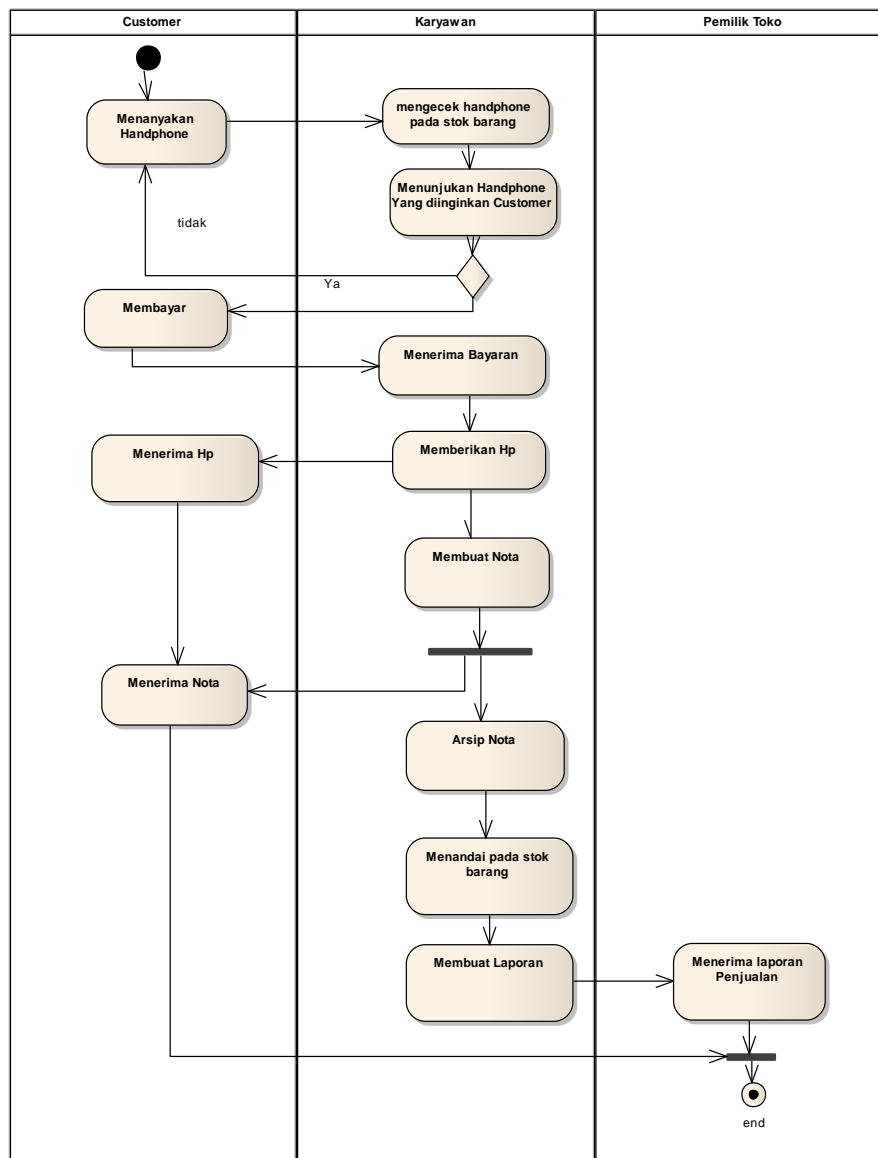 Customer
Karyawan
Pemilik Toko
Menanyakan
Handphone
mengecek handphone
pada stok barang
Menunjukan Handphone
Yang diinginkan Customer
tidak
Ya
Membayar
Menerima Bayaran
Menerima Hp
Memberikan Hp
Membuat Nota
Menerima Nota
Arsip Nota
Menandai pada stok
barang
Membuat Laporan
Menerima laporan
Penjualan
end